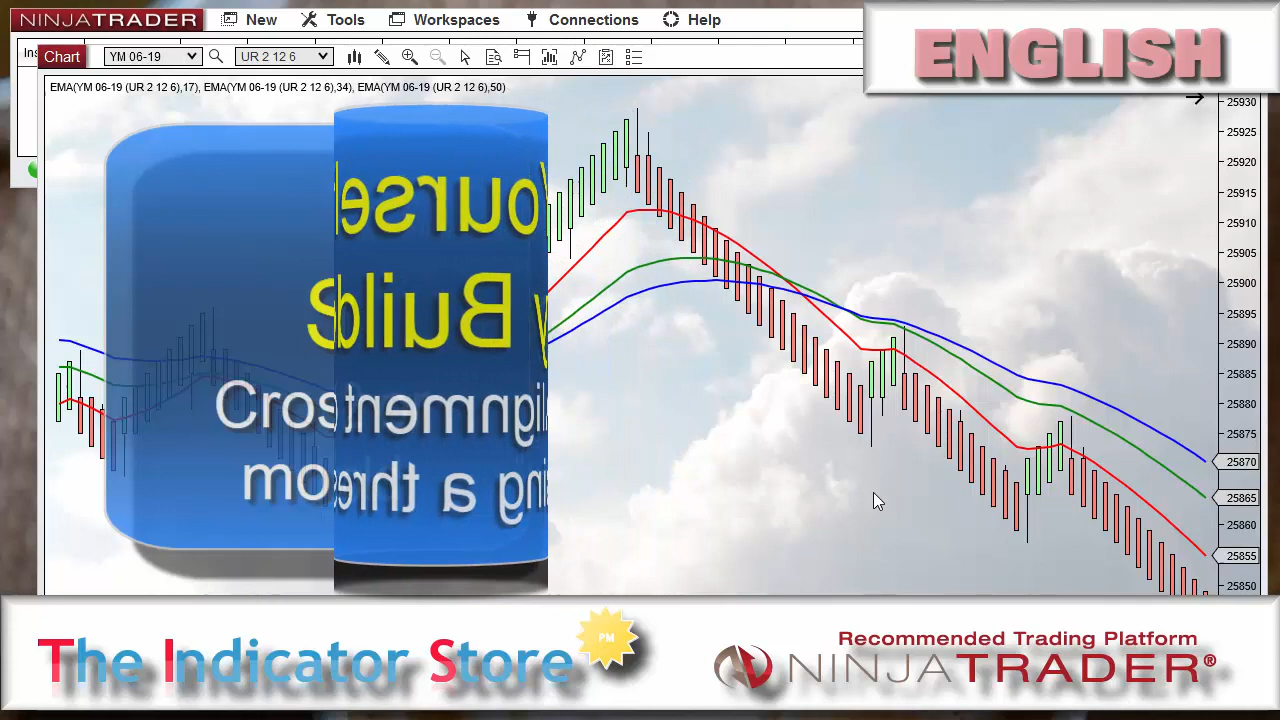 NINJATRADER New Tools Workspaces Connections Help
ENGLISH
Chart YM 06-19 UR 2 12 6
EMA(YM 06-19 (UR 2 12 6),17), EMA(YM 06-19 (UR 2 12 6),34), EMA(YM 06-19 (UR 2 12 6),50)
25930
25925
25920
25915
25910
25905
25900
25895
25890
25885
25880
25875
25870
25865
25860
25855
25850
The Indicator Store
PM
Recommended Trading Platform
NINJATRADER®